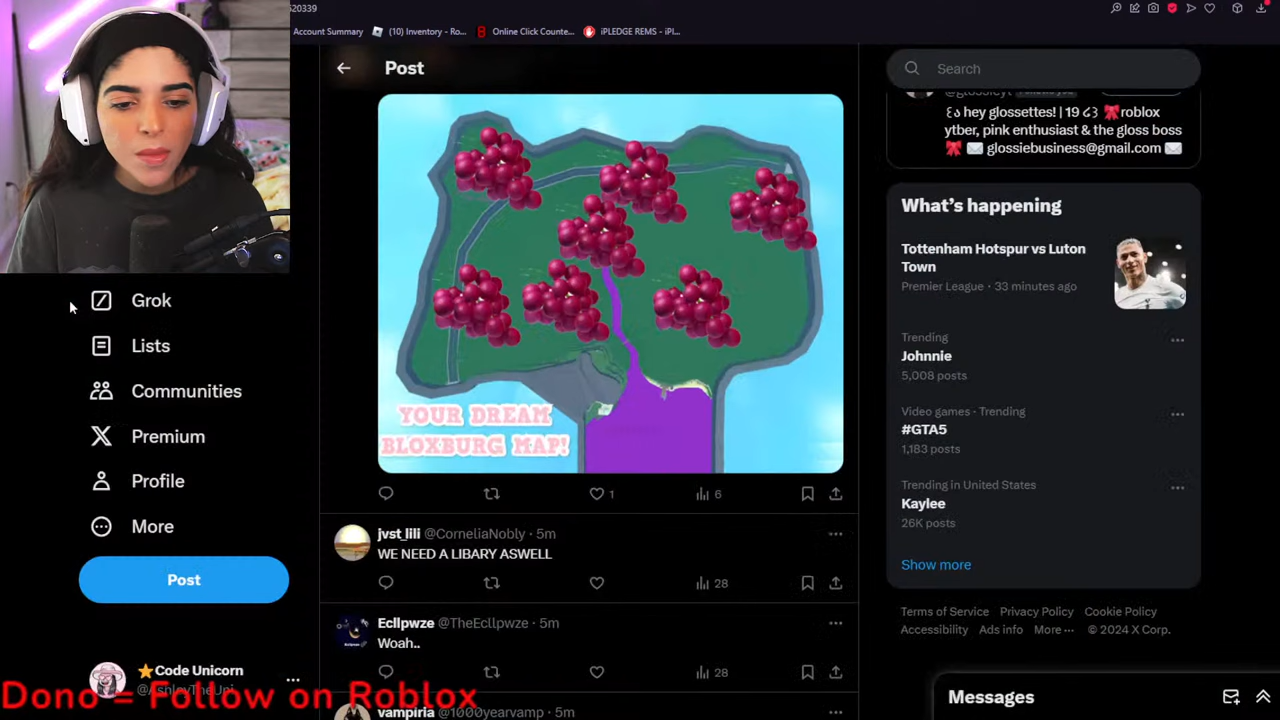 520339
Account Summary
(10) Inventory - Ro...
Online Click Counte...
iPLEDGE REMS - iPl...
Post
Search
hey glossettes! | 19 roblox
yber, pink enthusiast & the gloss boss
glossiebusiness@gmail.com
What's happening
Tottenham Hotspur vs Luton
Town
Premier League · 33 minutes ago
Trending
Johnnie
5,008 posts
Video games · Trending
#GTA5
1,183 posts
Trending in United States
Kaylee
26K posts
Show more
Terms of Service Privacy Policy Cookie Policy
Accessibility Ads info More ··· © 2024 X Corp.
Messages
Grok
Lists
Communities
Premium
Profile
More
Post
Code Unicorn
Dono = Follow on Roblox
YOUR DREAM
BLOXBURG MAP!
1
6
jvst_lili @CorneliaNobly · 5m
WE NEED A LIBARY ASWELL
28
Ecllpwze @TheEcllpwze · 5m
Woah..
28
vampiria @1000yearvamp · 5m